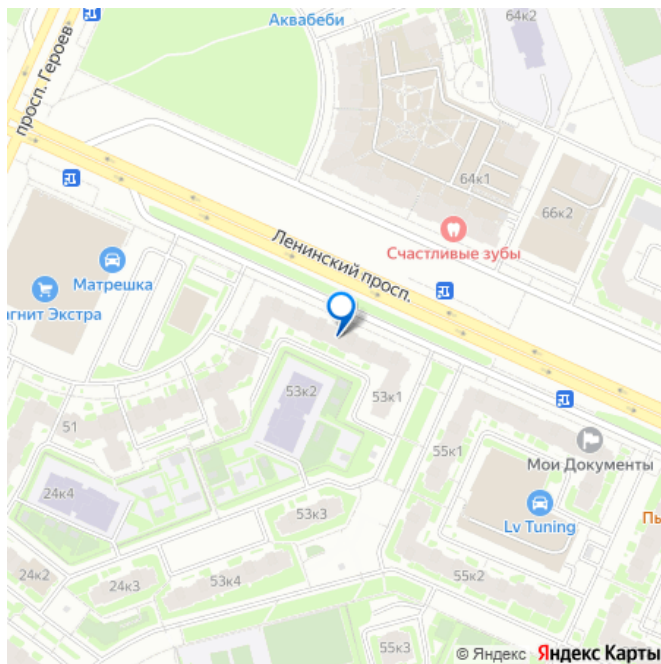 64к2
Аквабеби
просп. Героев
64к1
66к2
Счастливые зубы
Ленинский просп.
Матрешка
агнит Экстра
53к2
53к1
51
55к1
Мои Документы
24к4
Lv Tuning
53к3
Пы
24к2
24к3
53к4
55к2
55к3
© Яндекс Яндекс Карты